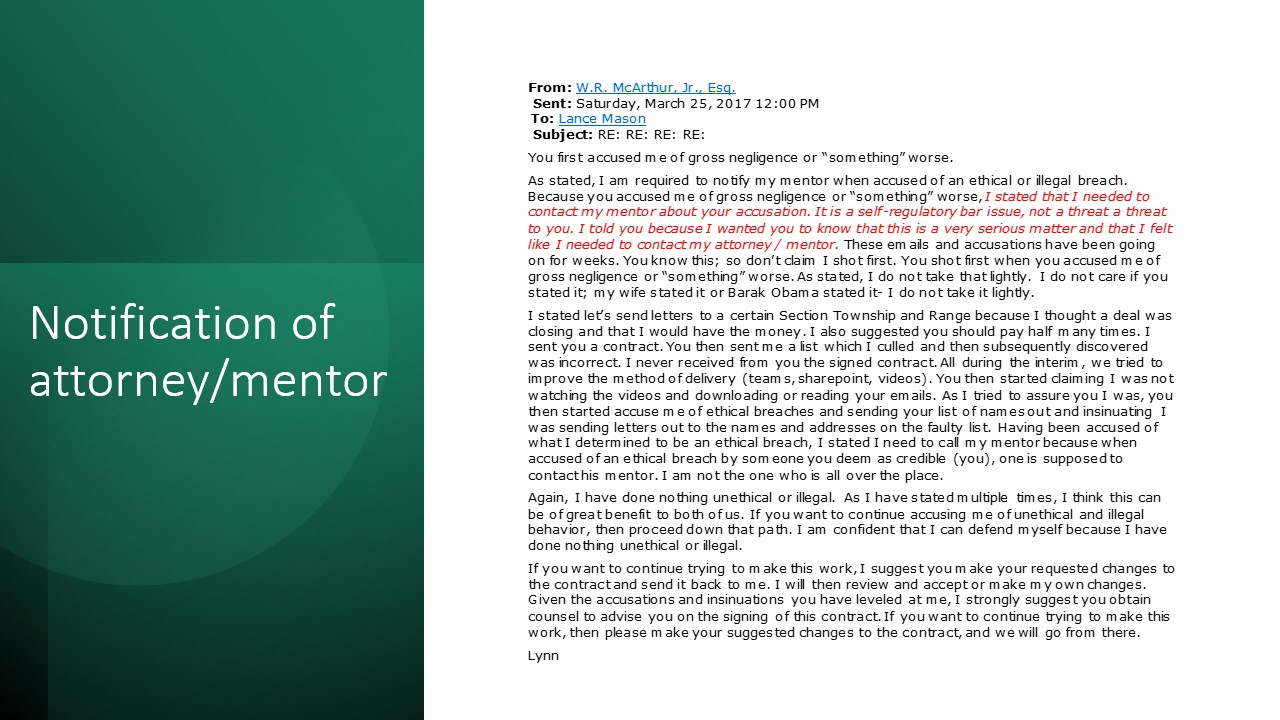 Notification of
attorney/mentor
From: W.R. McArthur, Jr., Esq.
Sent: Saturday, March 25, 2017 12:00 PM
To: Lance Mason
Subject: RE: RE: RE: RE:
You first accused me of gross negligence or “something” worse.
As stated, I am required to notify my mentor when accused of an ethical or illegal breach.
Because you accused me of gross negligence or “something” worse, I stated that I needed to
contact my mentor about your accusation. It is a self-regulatory bar issue, not a threat a threat
to you. I told you because I wanted you to know that this is a very serious matter and that I felt
like I needed to contact my attorney / mentor. These emails and accusations have been going
on for weeks. You know this; so don’t claim I shot first. You shot first when you accused me of
gross negligence or “something” worse. As stated, I do not take that lightly. I do not care if you
stated it; my wife stated it or Barak Obama stated it- I do not take it lightly.
I stated let’s send letters to a certain Section Township and Range because I thought a deal was
closing and that I would have the money. I also suggested you should pay half many times. I
sent you a contract. You then sent me a list which I culled and then subsequently discovered
was incorrect. I never received from you the signed contract. All during the interim, we tried to
improve the method of delivery (teams, sharepoint, videos). You then started claiming I was not
watching the videos and downloading or reading your emails. As I tried to assure you I was, you
then started accuse me of ethical breaches and sending your list of names out and insinuating I
was sending letters out to the names and addresses on the faulty list. Having been accused of
what I determined to be an ethical breach, I stated I need to call my mentor because when
accused of an ethical breach by someone you deem as credible (you), one is supposed to
contact his mentor. I am not the one who is all over the place.
Again, I have done nothing unethical or illegal. As I have stated multiple times, I think this can
be of great benefit to both of us. If you want to continue accusing me of unethical and illegal
behavior, then proceed down that path. I am confident that I can defend myself because I have
done nothing unethical or illegal.
If you want to continue trying to make this work, I suggest you make your requested changes to
the contract and send it back to me. I will then review and accept or make my own changes.
Given the accusations and insinuations you have leveled at me, I strongly suggest you obtain
counsel to advise you on the signing of this contract. If you want to continue trying to make this
work, then please make your suggested changes to the contract, and we will go from there.
Lynn